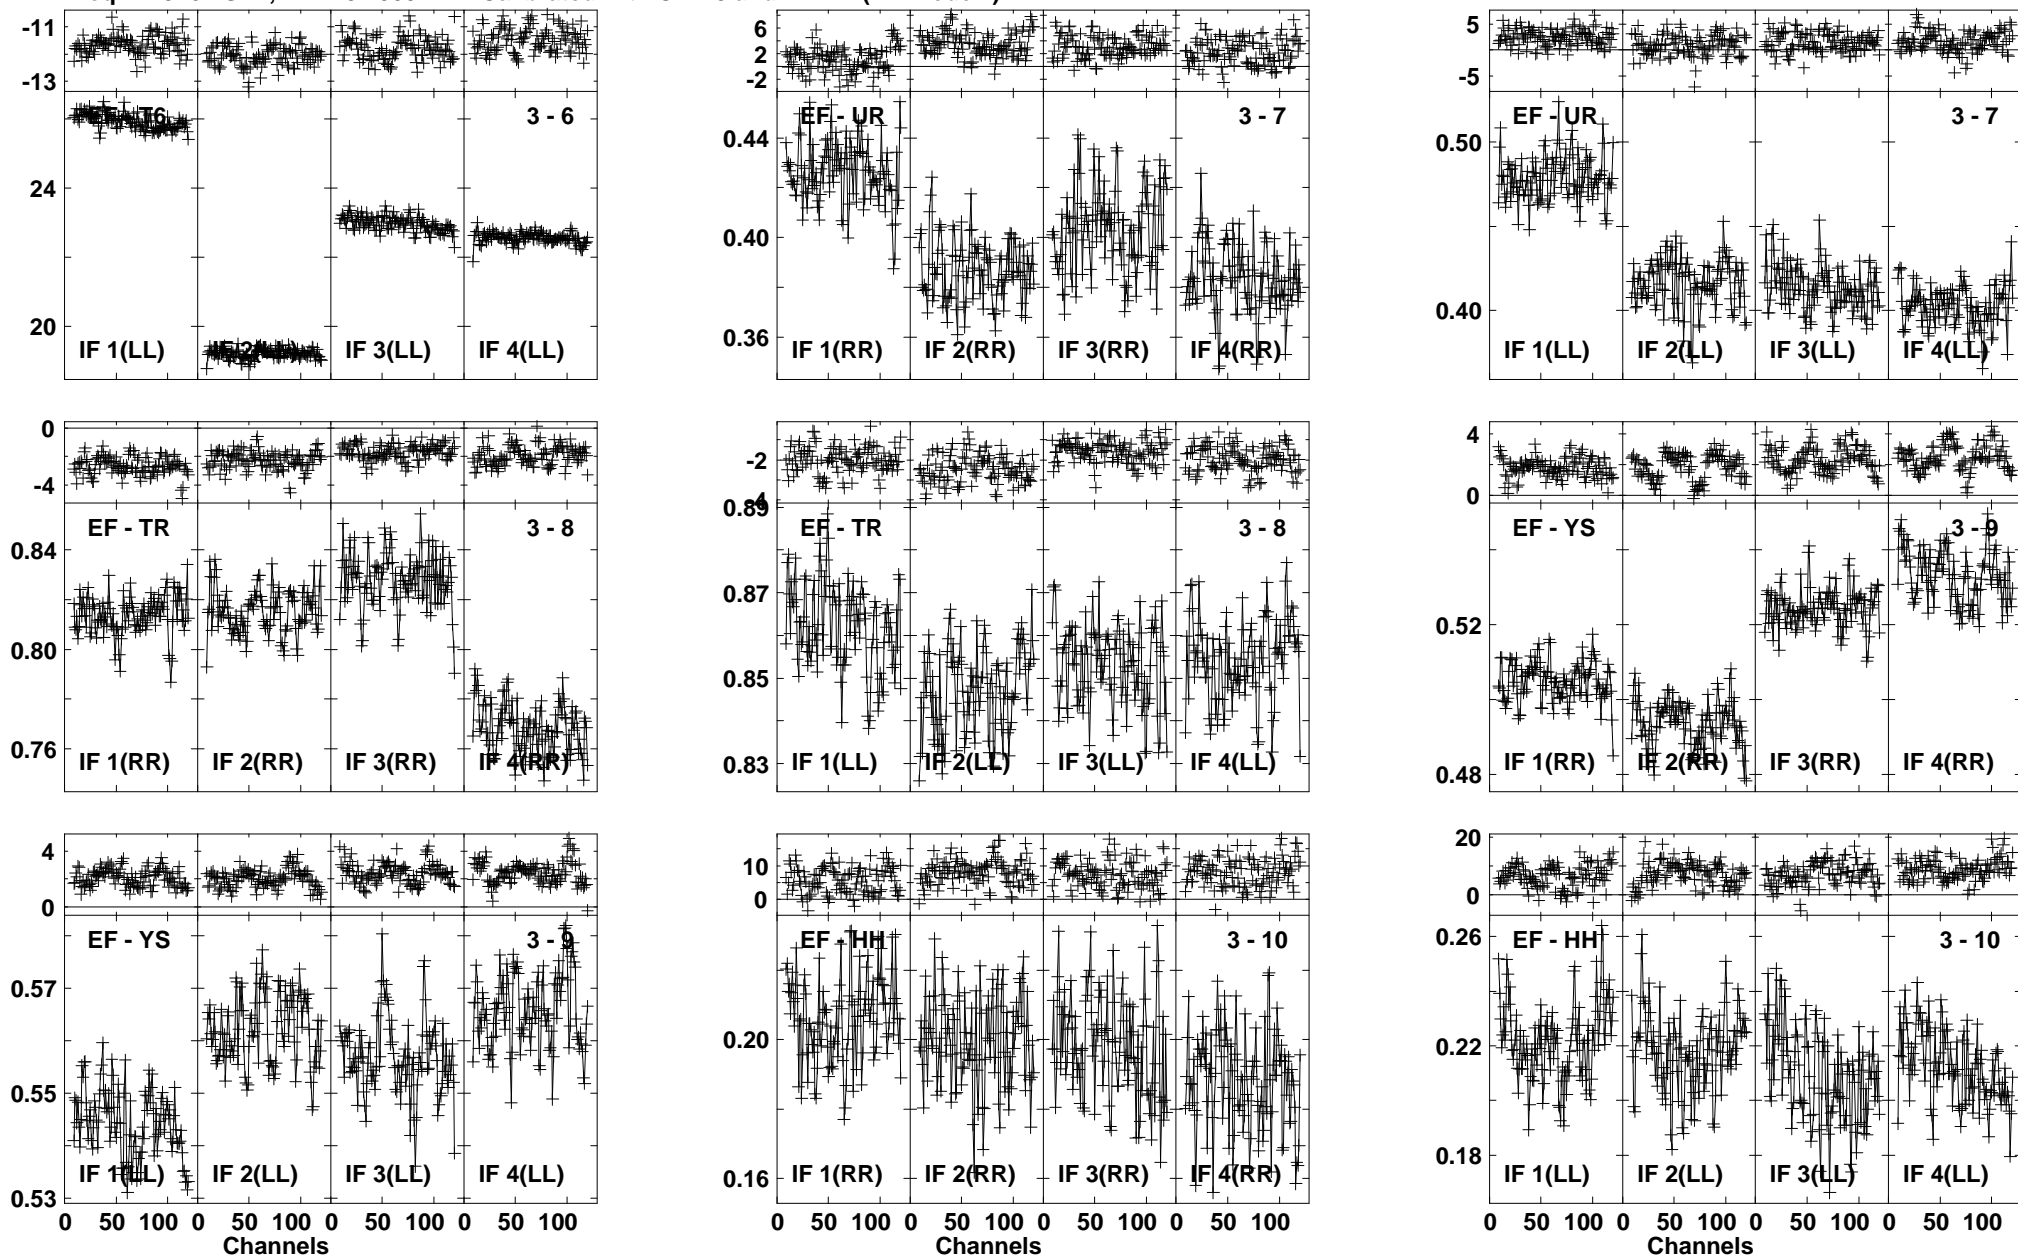 -11
-13
EF - T6
3 - 6
24
20
IF 1(LL)
IF 3(LL)
IF 4(LL)
6
4
2
-2
EF - UR
3 - 7
0.44
0.40
0.36
IF 1(RR)
IF 2(RR)
IF 3(RR)
IF 4(RR)
5
-5
EF - UR
3 - 7
0.50
0.40
IF 1(LL)
IF 2(LL)
IF 3(LL)
IF 4(LL)
0
-4
EF - TR
3 - 8
0.84
0.80
0.76
IF 1(RR)
IF 2(RR)
IF 3(RR)
IF 4(RR)
-2
-4
0.89
EF - TR
3 - 8
0.87
0.85
0.83
IF 1(LL)
IF 2(LL)
IF 3(LL)
IF 4(LL)
4
2
0
EF - YS
3 - 9
0.52
0.48
IF 1(RR)
IF 2(RR)
IF 3(RR)
IF 4(RR)
4
2
0
EF - YS
3 - 9
0.57
0.55
0.53
IF 1(LL)
IF 2(LL)
IF 3(LL)
IF 4(LL)
0 50 100 0 50 100 0 50 100 0 50 100
Channels
10
0
EF - HH
3 - 10
0.20
0.16
IF 1(RR)
IF 2(RR)
IF 3(RR)
IF 4(RR)
0 50 100 0 50 100 0 50 100 0 50 100
Channels
20
0
EF - HH
3 - 10
0.26
0.22
0.18
IF 1(LL)
IF 2(LL)
IF 3(LL)
IF 4(LL)
0 50 100 0 50 100 0 50 100 0 50 100
Channels